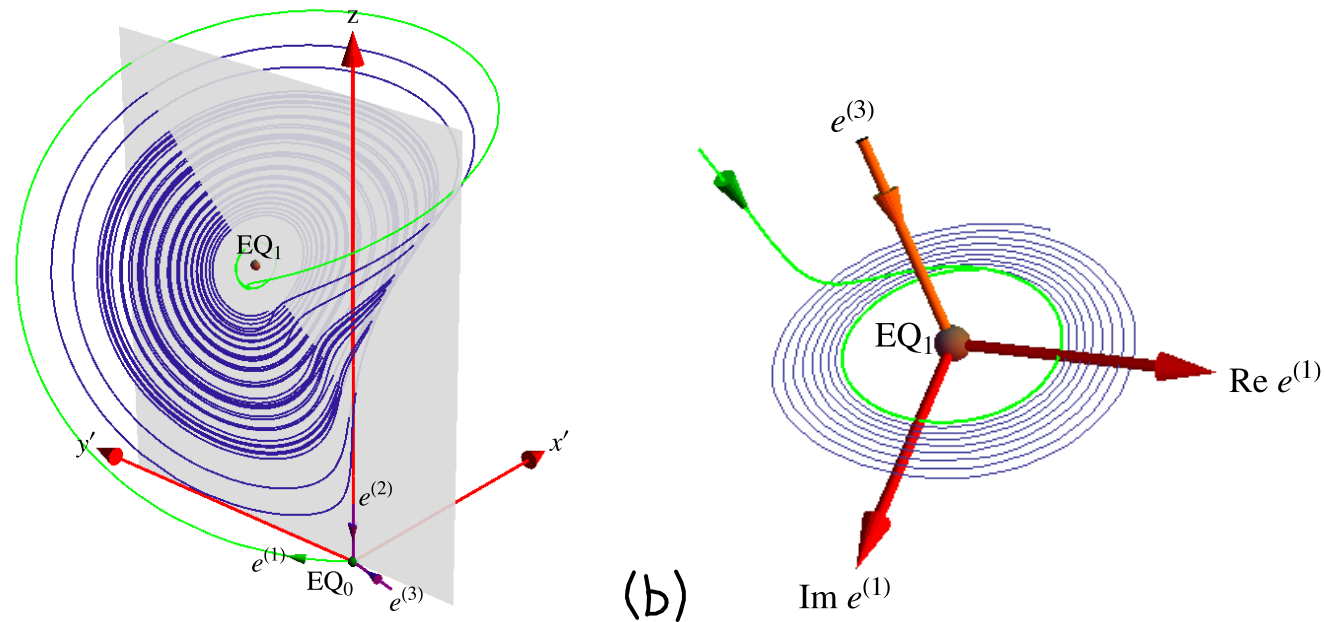 z
EQ₁
y′
x′
e⁽²⁾
e⁽¹⁾
EQ₀
e⁽³⁾
(b)
e⁽³⁾
EQ₁
Re e⁽¹⁾
Im e⁽¹⁾